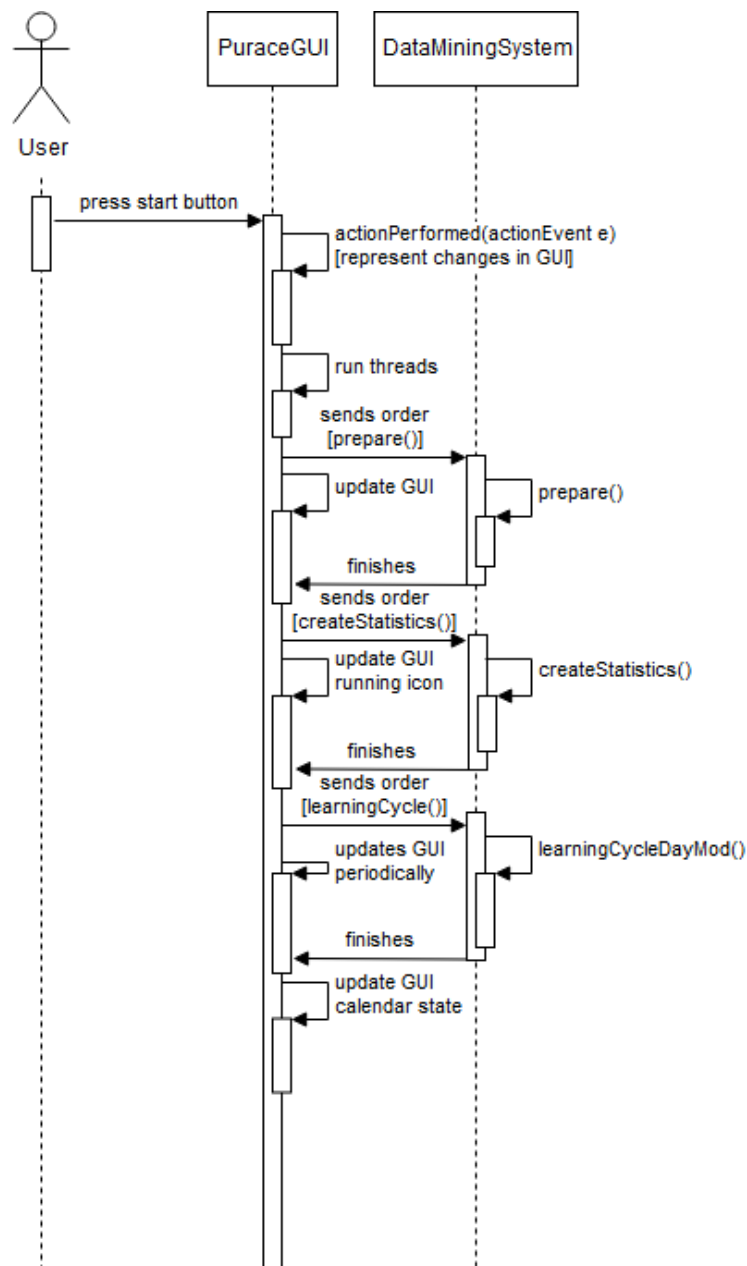 PuraceGUI
DataMiningSystem
User
press start button
actionPerformed(actionEvent e)
[represent changes in GUI]
run threads
sends order
[prepare()]
update GUI
prepare()
finishes
sends order
[createStatistics()]
update GUI
running icon
createStatistics()
finishes
sends order
[learningCycle()]
updates GUI
periodically
learningCycleDayMod()
finishes
update GUI
calendar state